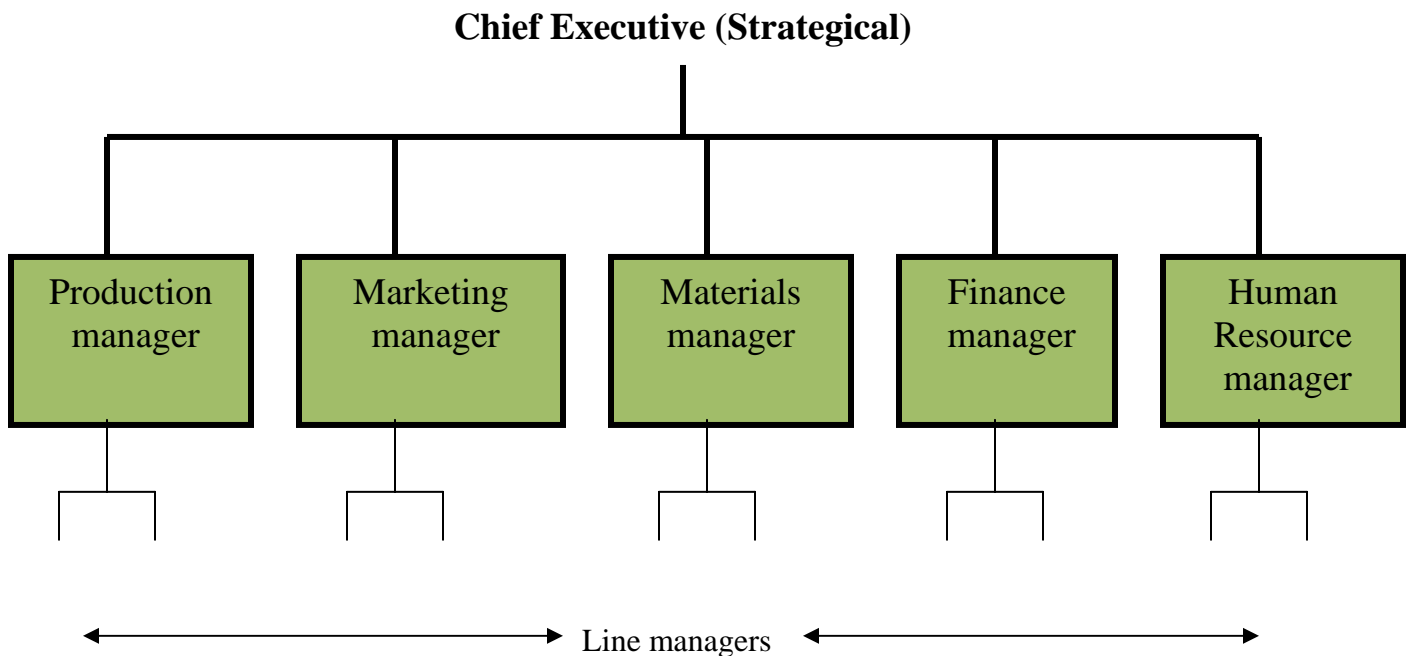 Chief Executive (Strategical)
Production
manager
Marketing
manager
Materials
manager
Finance
manager
Human
Resource
manager
Line managers